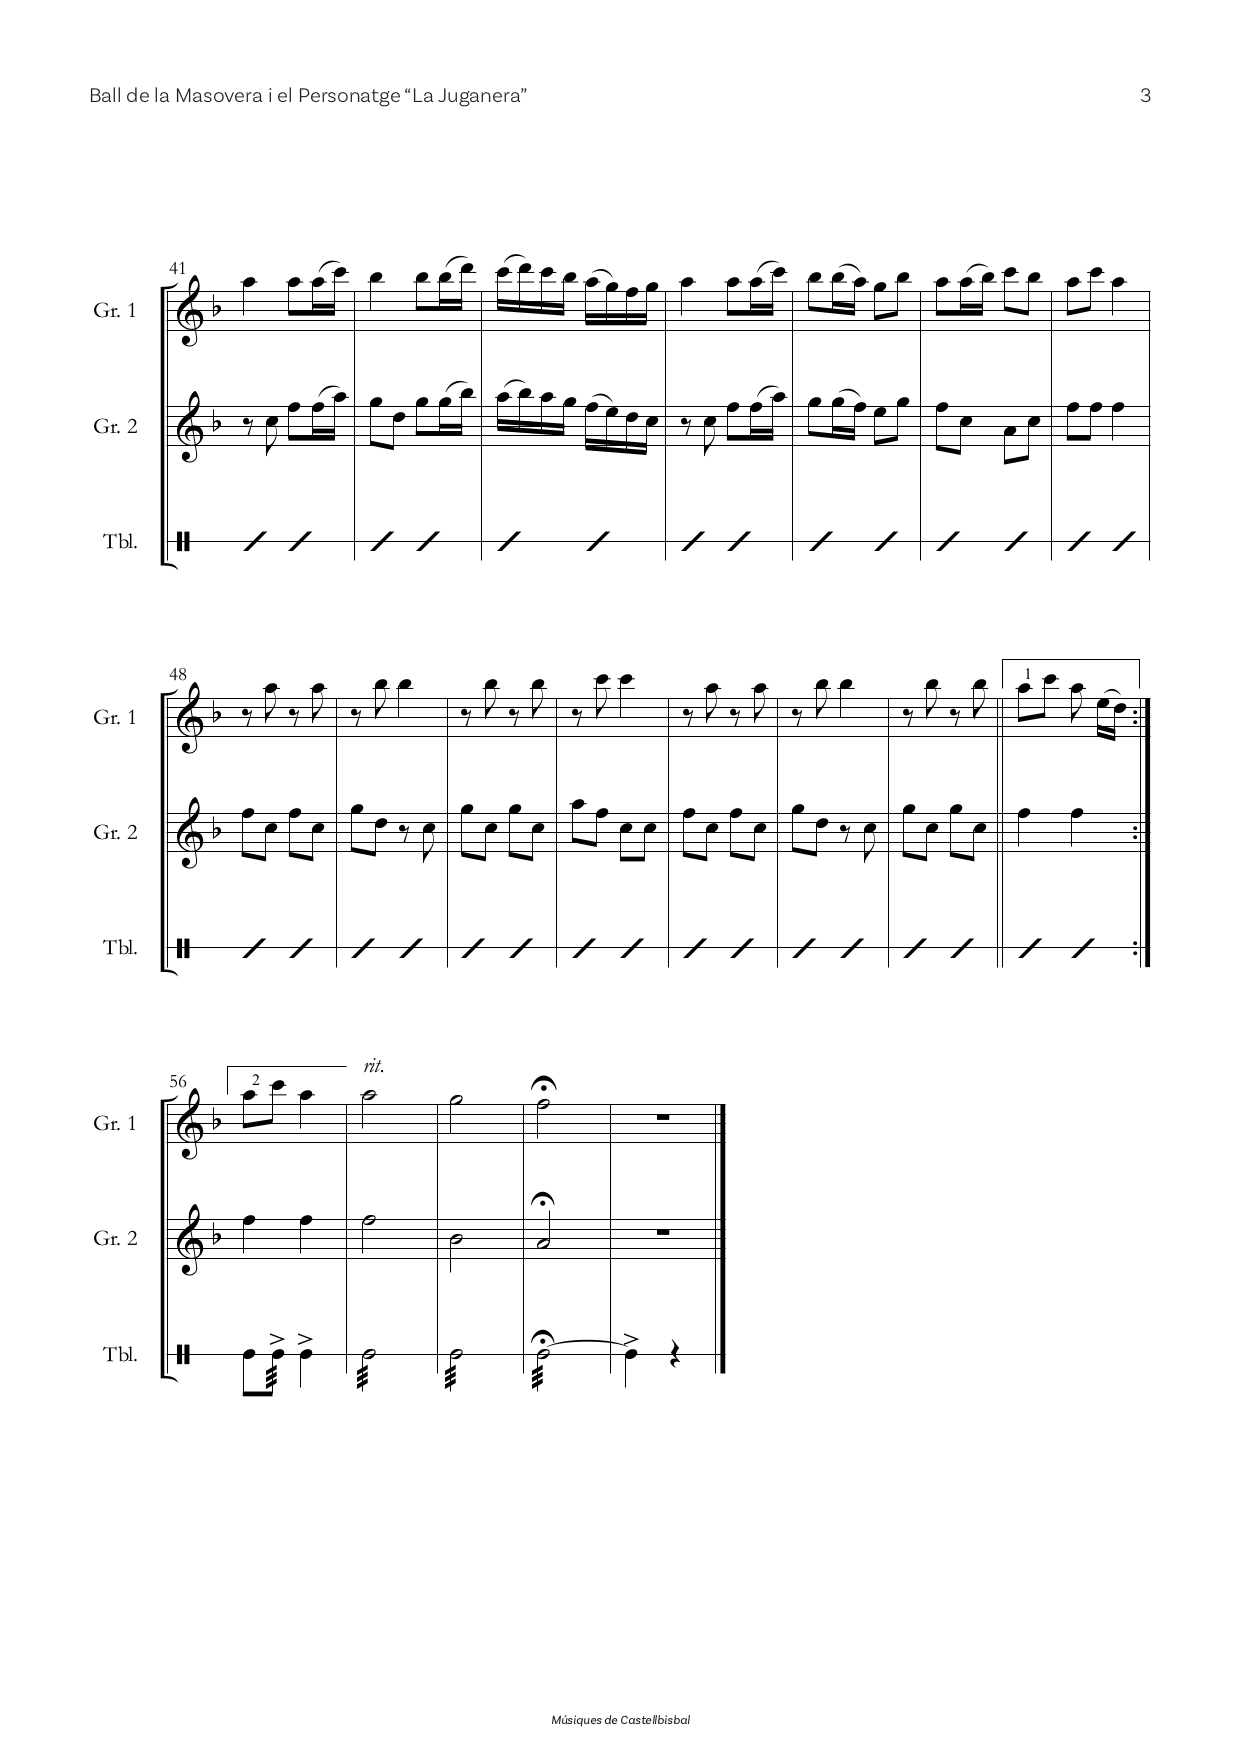 Ball de la Masovera i el Personatge “La Juganera” 3
41
Gr. 1
Gr. 2
Tbl.
48
1
Gr. 1
Gr. 2
Tbl.
rit.
56
2
Gr. 1
Gr. 2
Tbl.
Músiques de Castellbisbal